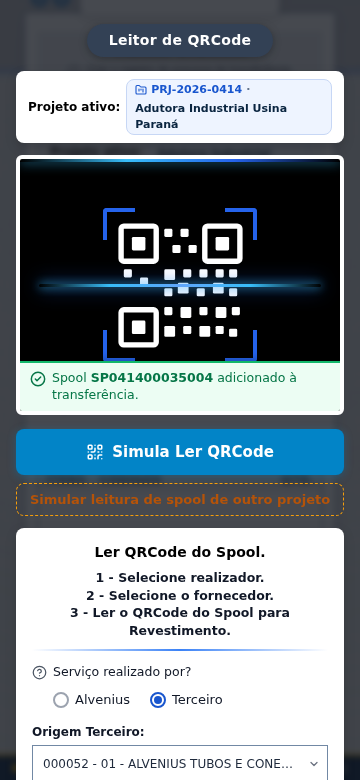 Leitor de QRCode
Projeto ativo:
PRJ-2026-0414 ·
Adutora Industrial Usina
Paraná
Spool SP041400035004 adicionado à
transferência.
Simula Ler QRCode
Simular leitura de spool de outro projeto
Ler QRCode do Spool.
1 - Selecione realizador.
2 - Selecione o fornecedor.
3 - Ler o QRCode do Spool para
Revestimento.
Serviço realizado por?
Alvenius
Terceiro
Origem Terceiro:
000052 - 01 - ALVENIUS TUBOS E CONE...